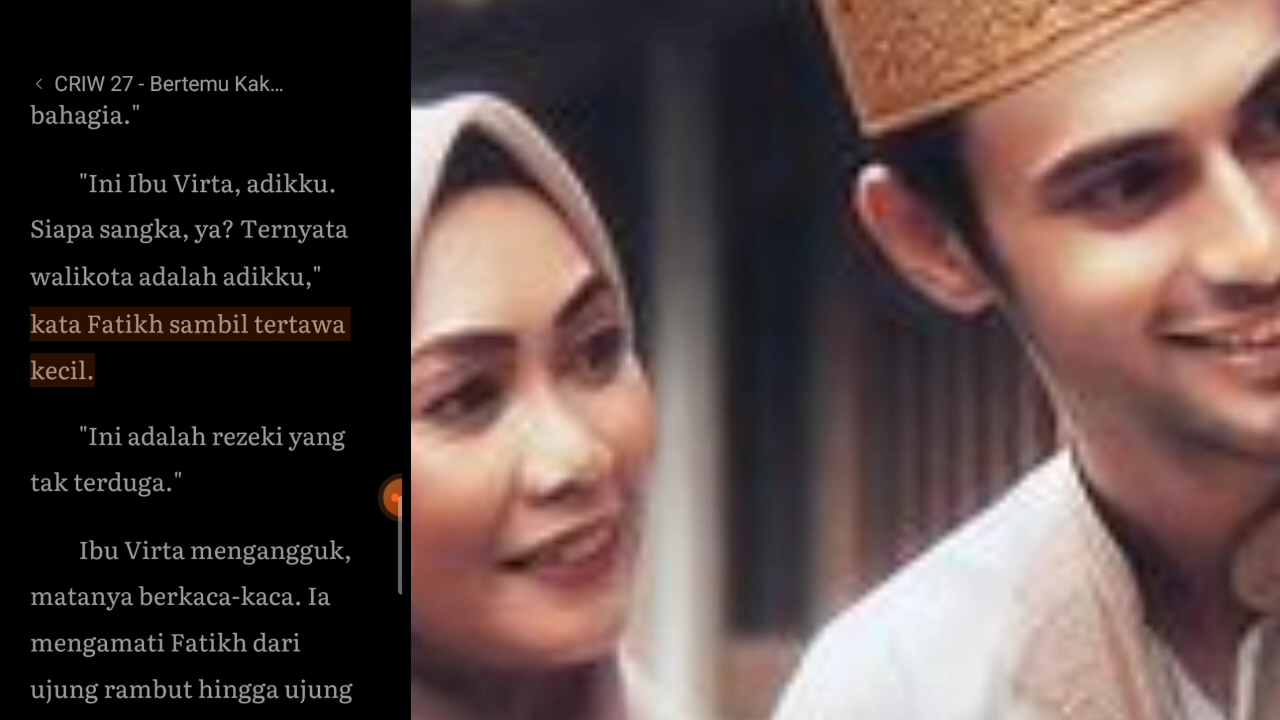 CRIW 27 - Bertemu Kak...
bahagia."
"Ini Ibu Virta, adikku.
Siapa sangka, ya? Ternyata
walikota adalah adikku,"
kata Fatikh sambil tertawa
kecil.
"Ini adalah rezeki yang
tak terduga."
Ibu Virta mengangguk,
matanya berkaca-kaca. Ia
mengamati Fatikh dari
ujung rambut hingga ujung